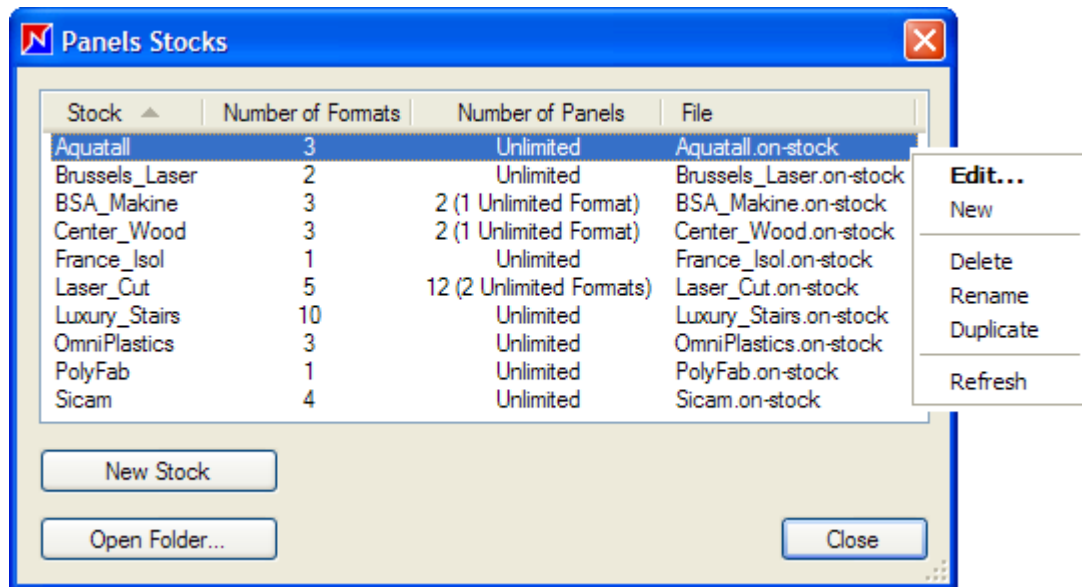 Panels Stocks
Stock Number of Formats Number of Panels File
Aquatall 3 Unlimited Aquatall.on-stock
Brussels_Laser 2 Unlimited Brussels_Laser.on-stock
BSA_Makine 3 2 (1 Unlimited Format) BSA_Makine.on-stock
Center_Wood 3 2 (1 Unlimited Format) Center_Wood.on-stock
France_Isol 1 Unlimited France_Isol.on-stock
Laser_Cut 5 12 (2 Unlimited Formats) Laser_Cut.on-stock
Luxury_Stairs 10 Unlimited Luxury_Stairs.on-stock
OmniPlastics 3 Unlimited OmniPlastics.on-stock
PolyFab 1 Unlimited PolyFab.on-stock
Sicam 4 Unlimited Sicam.on-stock
Edit...
New
Delete
Rename
Duplicate
Refresh
New Stock
Open Folder...
Close